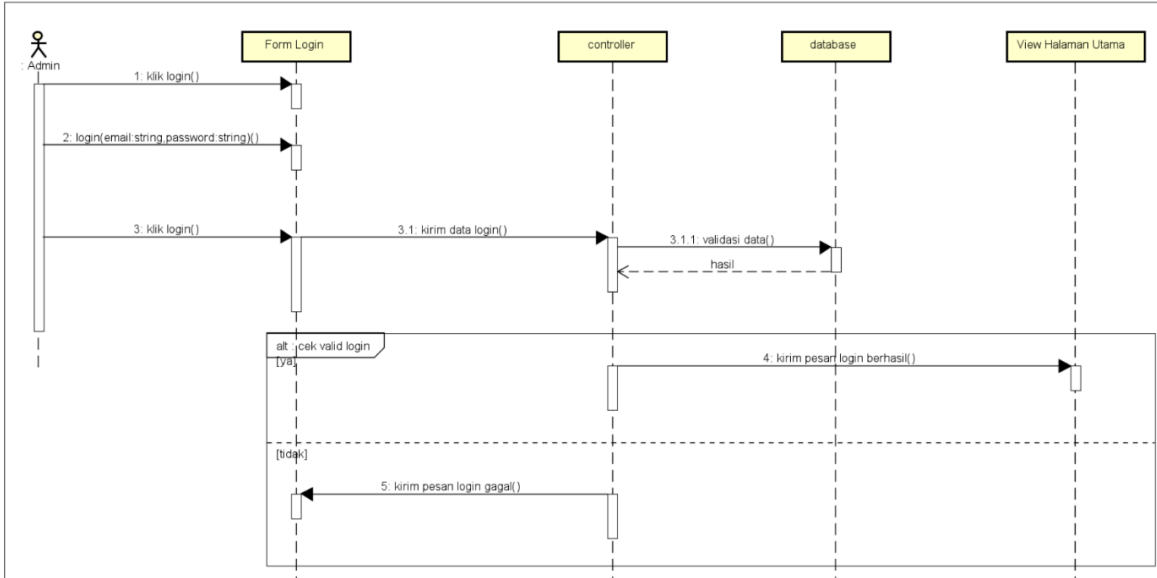 Form Login
controller
database
View Halaman Utama
: Admin
1: klik login()
2: login(email:string,password:string)()
3: klik login()
3.1: kirim data login()
3.1.1: validasi data()
hasil
alt : cek valid login
[ya]
4: kirim pesan login berhasil()
[tidak]
5: kirim pesan login gagal()